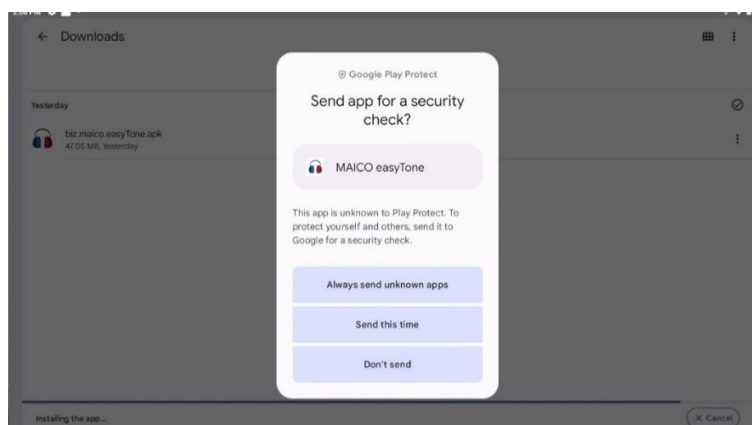 Downloads
Google Play Protect
Send app for a security
check?
Yesterday
biz.maico.easyTone.apk
47.05 MB, Yesterday
MAICO easyTone
This app is unknown to Play Protect. To
protect yourself and others, send it to
Google for a security check.
Always send unknown apps
Send this time
Don't send
Installing the app...
Cancel